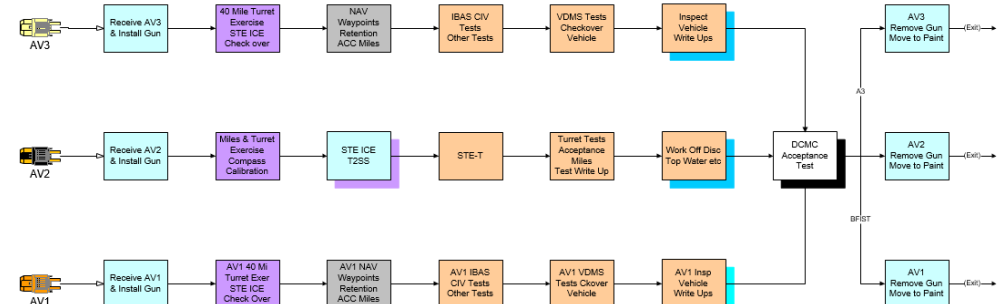 AV3
Receive AV3
& Install Gun
40 Mile Turret
Exercise
STE ICE
Check over
NAV
Waypoints
Retention
ACC Miles
IBAS CIV
Tests
Other Tests
VDMS Tests
Checkover
Vehicle
Inspect
Vehicle
Write Ups
AV3
Remove Gun
Move to Paint
(Exit)
A3
AV2
Receive AV2
& Install Gun
Miles & Turret
Exercise
Compass
Calibration
STE ICE
T2SS
STE-T
Turret Tests
Acceptance
Miles
Test Write Up
Work Off Disc
Top Water etc
DCMC
Acceptance
Test
AV2
Remove Gun
Move to Paint
(Exit)
BFIST
AV1
Receive AV1
& Install Gun
AV1 40 Mi
Turret Exer
STE ICE
Check Over
AV1 NAV
Waypoints
Retention
ACC Miles
AV1 IBAS
CIV Tests
Other Tests
AV1 VDMS
Tests Ckover
Vehicle
AV1 Insp
Vehicle
Write Ups
AV1
Remove Gun
Move to Paint
(Exit)